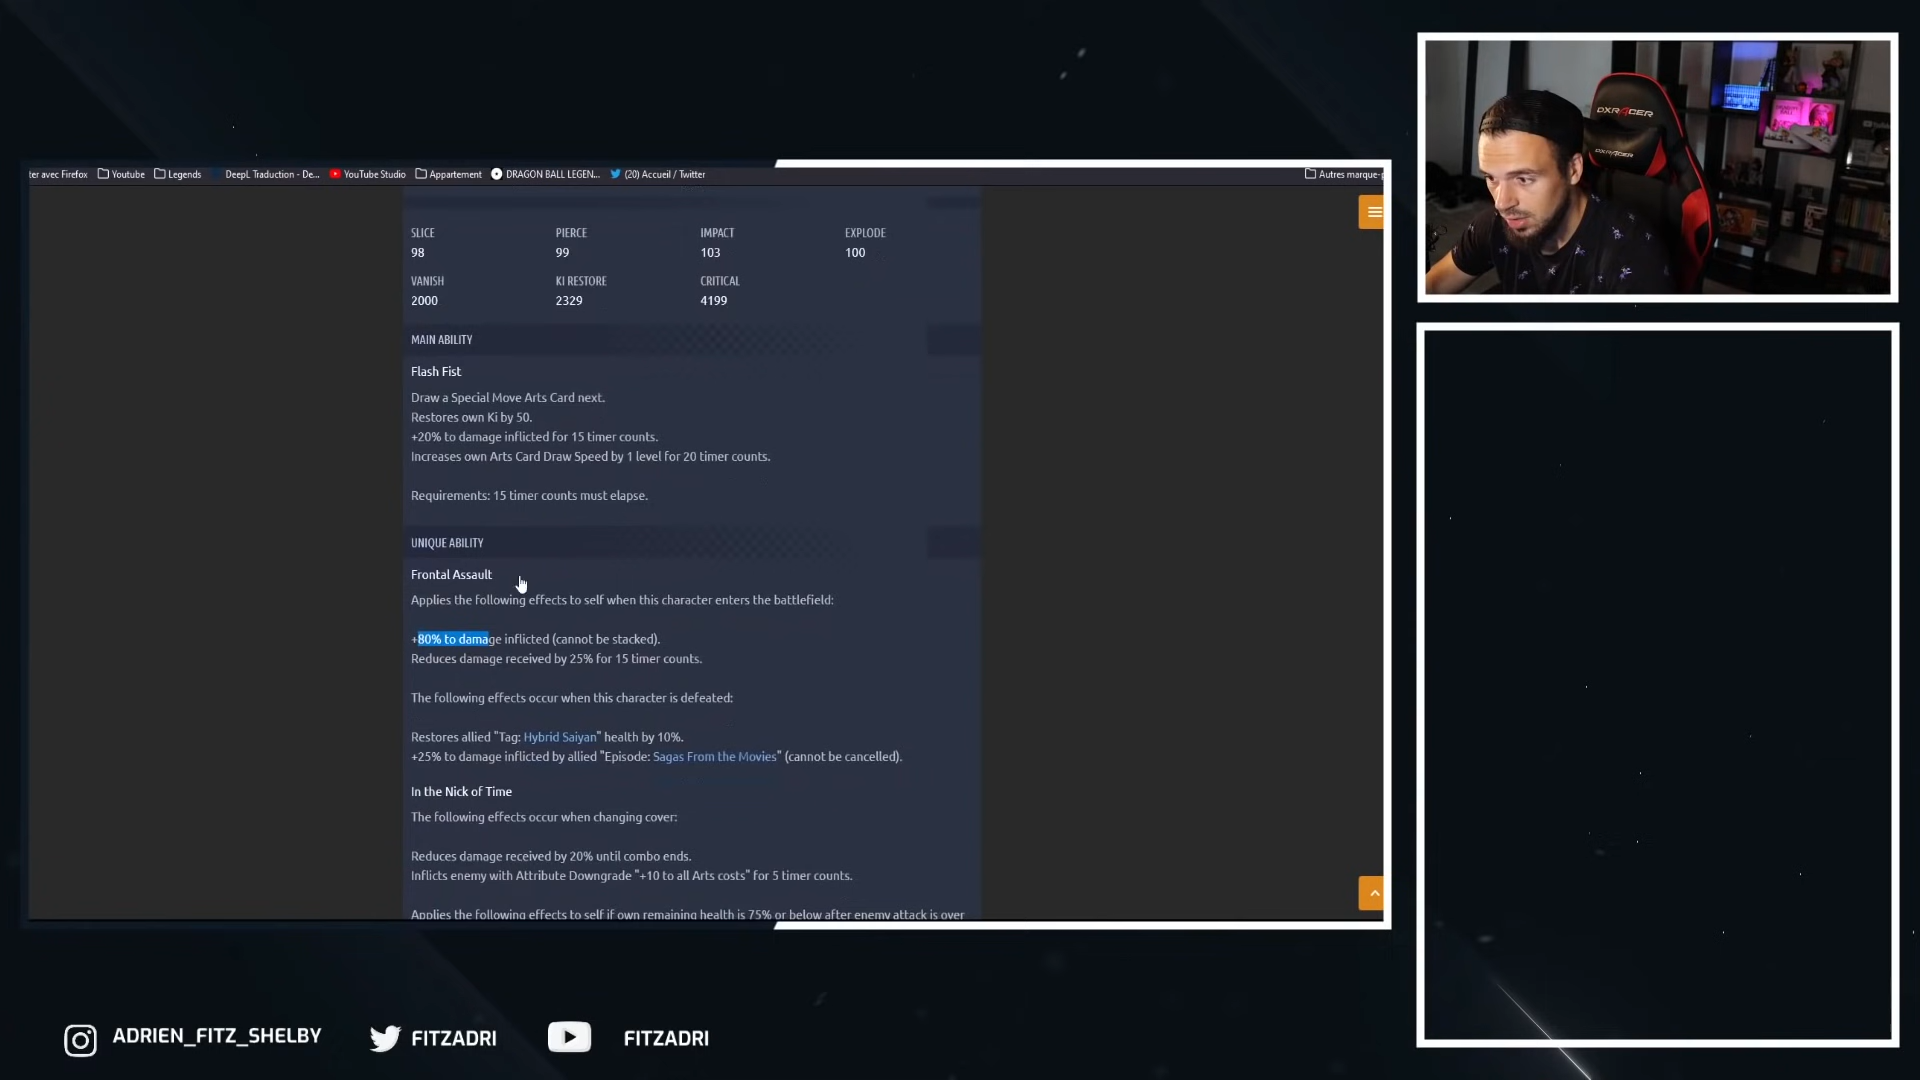 ter avec Firefox Youtube Legends DeepL Traduction - De... YouTube Studio Appartement DRAGON BALL LEGEN... (20) Accueil / Twitter Autres marque-p
SLICE PIERCE IMPACT EXPLODE
98 99 103 100
VANISH KI RESTORE CRITICAL
2000 2329 4199
MAIN ABILITY
Flash Fist
Draw a Special Move Arts Card next.
Restores own Ki by 50.
+20% to damage inflicted for 15 timer counts.
Increases own Arts Card Draw Speed by 1 level for 20 timer counts.
Requirements: 15 timer counts must elapse.
UNIQUE ABILITY
Frontal Assault
Applies the following effects to self when this character enters the battlefield:
+80% to damage inflicted (cannot be stacked).
Reduces damage received by 25% for 15 timer counts.
The following effects occur when this character is defeated:
Restores allied "Tag: Hybrid Saiyan" health by 10%.
+25% to damage inflicted by allied "Episode: Sagas From the Movies" (cannot be cancelled).
In the Nick of Time
The following effects occur when changing cover:
Reduces damage received by 20% until combo ends.
Inflicts enemy with Attribute Downgrade "+10 to all Arts costs" for 5 timer counts.
Applies the following effects to self if own remaining health is 75% or below after enemy attack is over
DXRACER
DXRACER
ADRIEN_FITZ_SHELBY FITZADRI FITZADRI